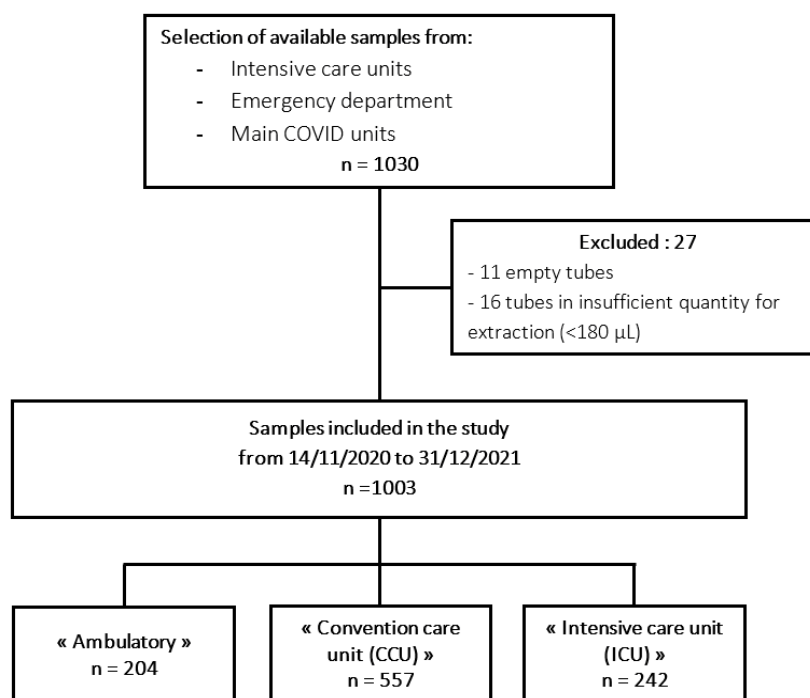 Selection of available samples from:
- Intensive care units
- Emergency department
- Main COVID units
n = 1030
Excluded : 27
- 11 empty tubes
- 16 tubes in insufficient quantity for
extraction (<180 µL)
Samples included in the study
from 14/11/2020 to 31/12/2021
n =1003
« Ambulatory »
n = 204
« Convention care
unit (CCU) »
n = 557
« Intensive care unit
(ICU) »
n = 242